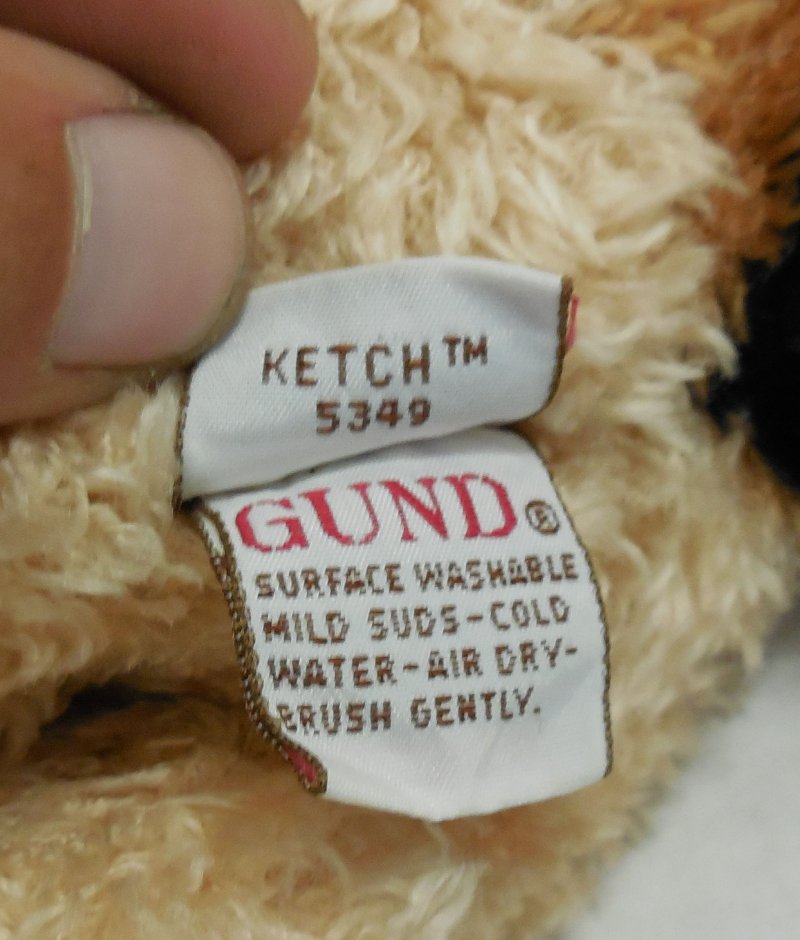 KETCH™
5349
GUND®
SURFACE WASHABLE
MILD SUDS-COLD
WATER-AIR DRY-
BRUSH GENTLY.